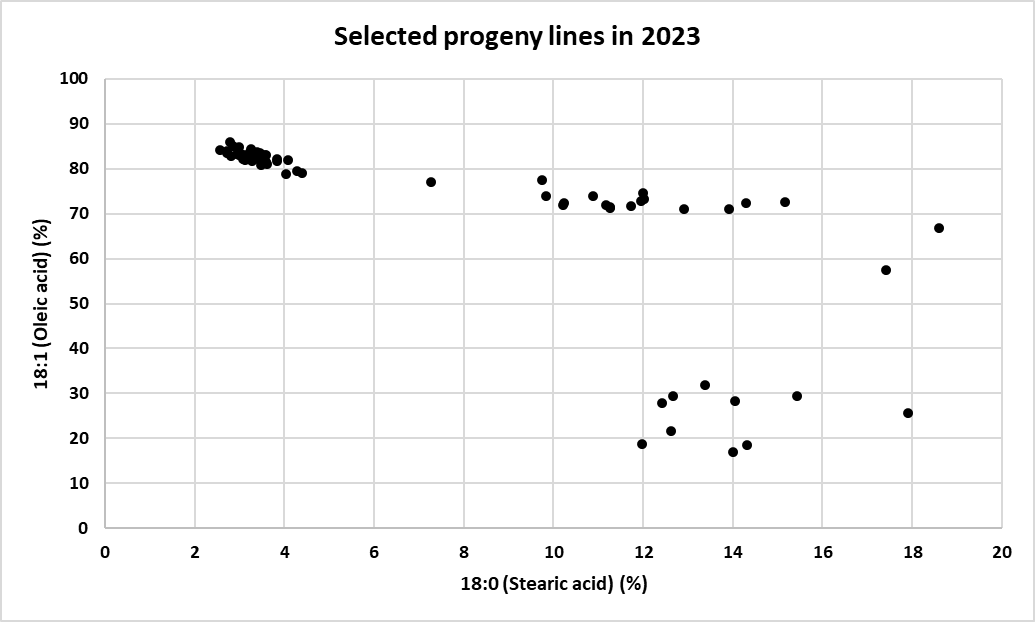 Selected progeny lines in 2023
100
90
80
70
60
50
40
30
20
10
0
18:1 (Oleic acid) (%)
0 2 4 6 8 10 12 14 16 18 20
18:0 (Stearic acid) (%)